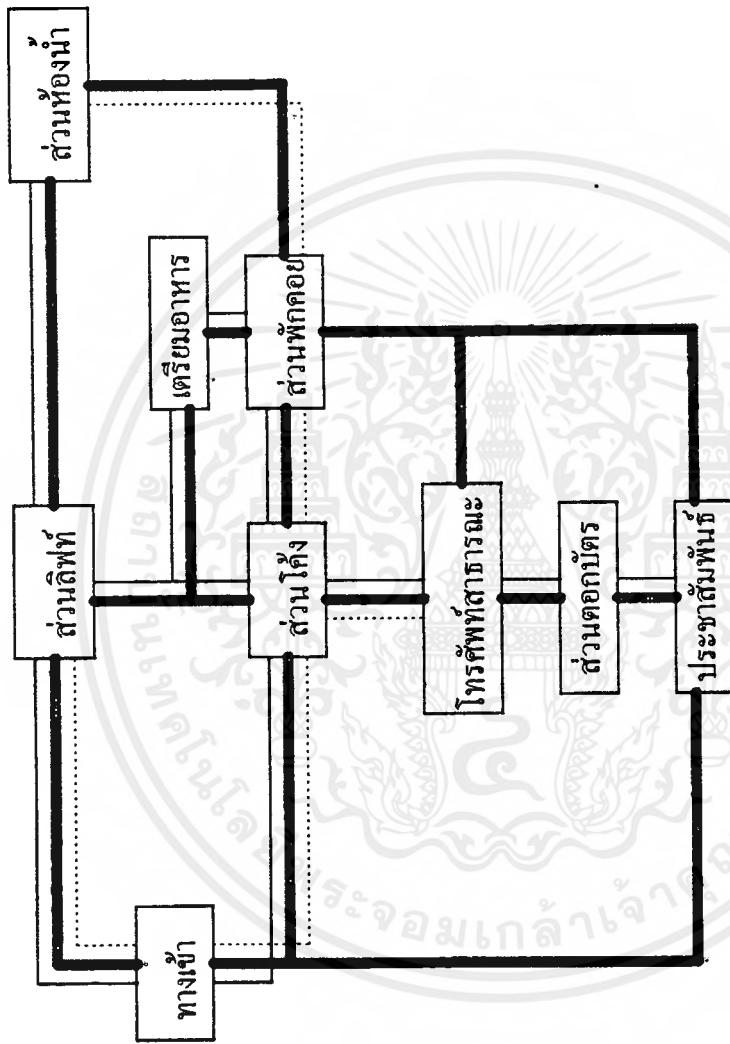 ส่วนลิฟท์
ส่วนห้องน้ำ
ทางเข้า
เตรียมอาหาร
ส่วนโค้ง
ส่วนพักคอย
โทรศัพท์สาธารณะ
ส่วนตอกบัตร
ประชาสัมพันธ์